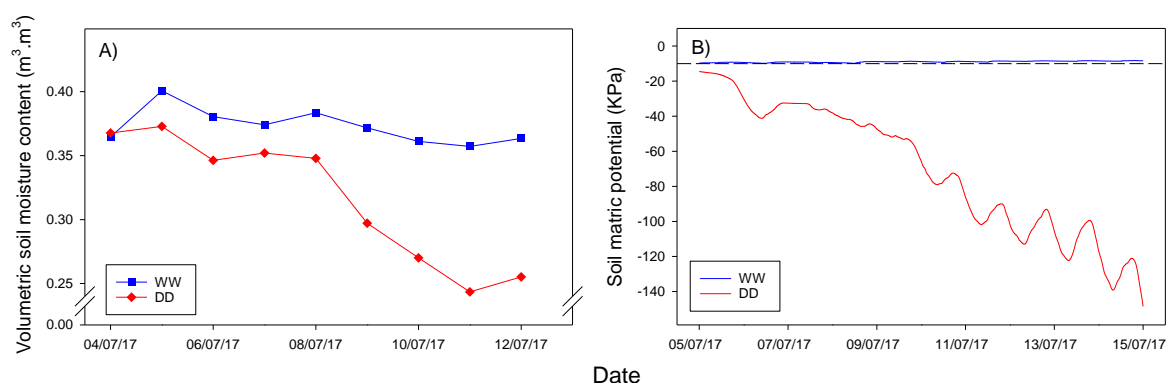 A)
Volumetric soil moisture content (m³.m³)
0.40
0.35
0.30
0.25
0.00
WW
DD
04/07/17 06/07/17 08/07/17 10/07/17 12/07/17
B)
Soil matric potential (KPa)
0
-20
-40
-60
-80
-100
-120
-140
WW
DD
05/07/17 07/07/17 09/07/17 11/07/17 13/07/17 15/07/17
Date